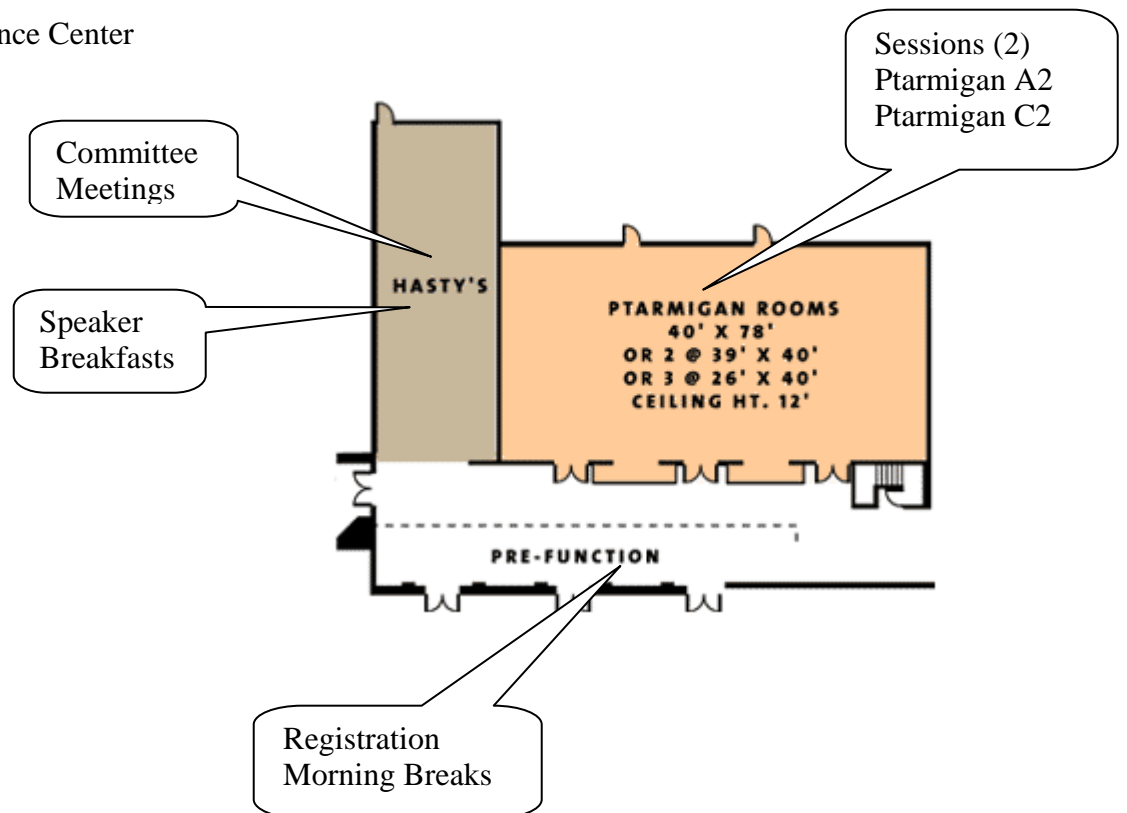 nce Center
Sessions (2)
Ptarmigan A2
Ptarmigan C2
Committee
Meetings
HASTY'S
Speaker
Breakfasts
PTARMIGAN ROOMS
40' X 78'
OR 2 @ 39' X 40'
OR 3 @ 26' X 40'
CEILING HT. 12'
PRE-FUNCTION
Registration
Morning Breaks